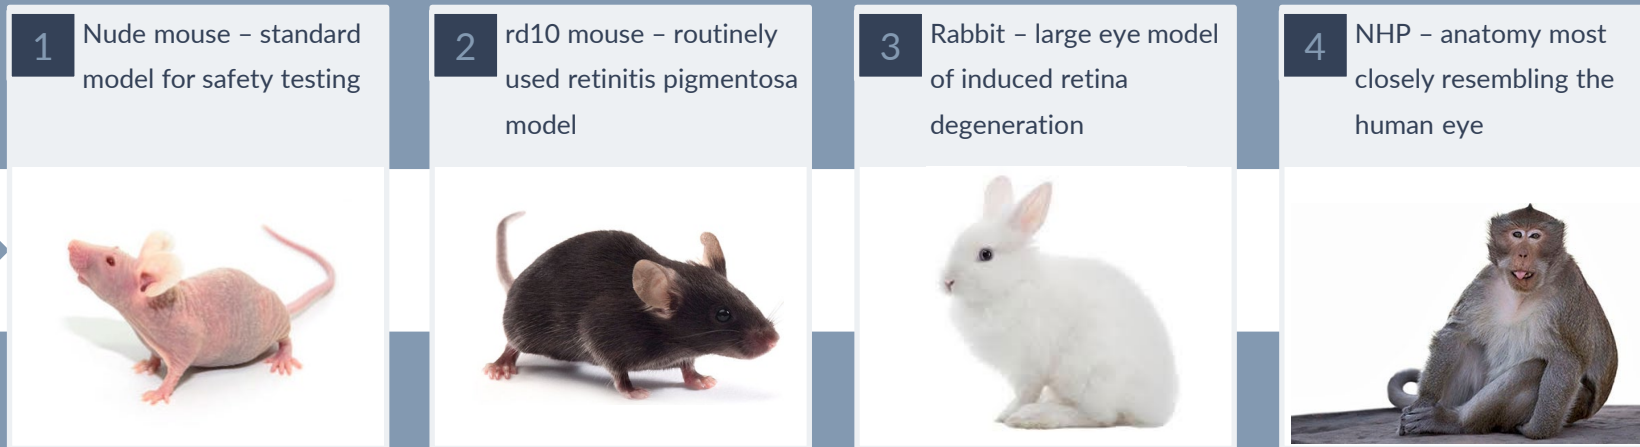 1
Nude mouse – standard
model for safety testing
2
rd10 mouse – routinely
used retinitis pigmentosa
model
3
Rabbit – large eye model
of induced retina
degeneration
4
NHP – anatomy most
closely resembling the
human eye